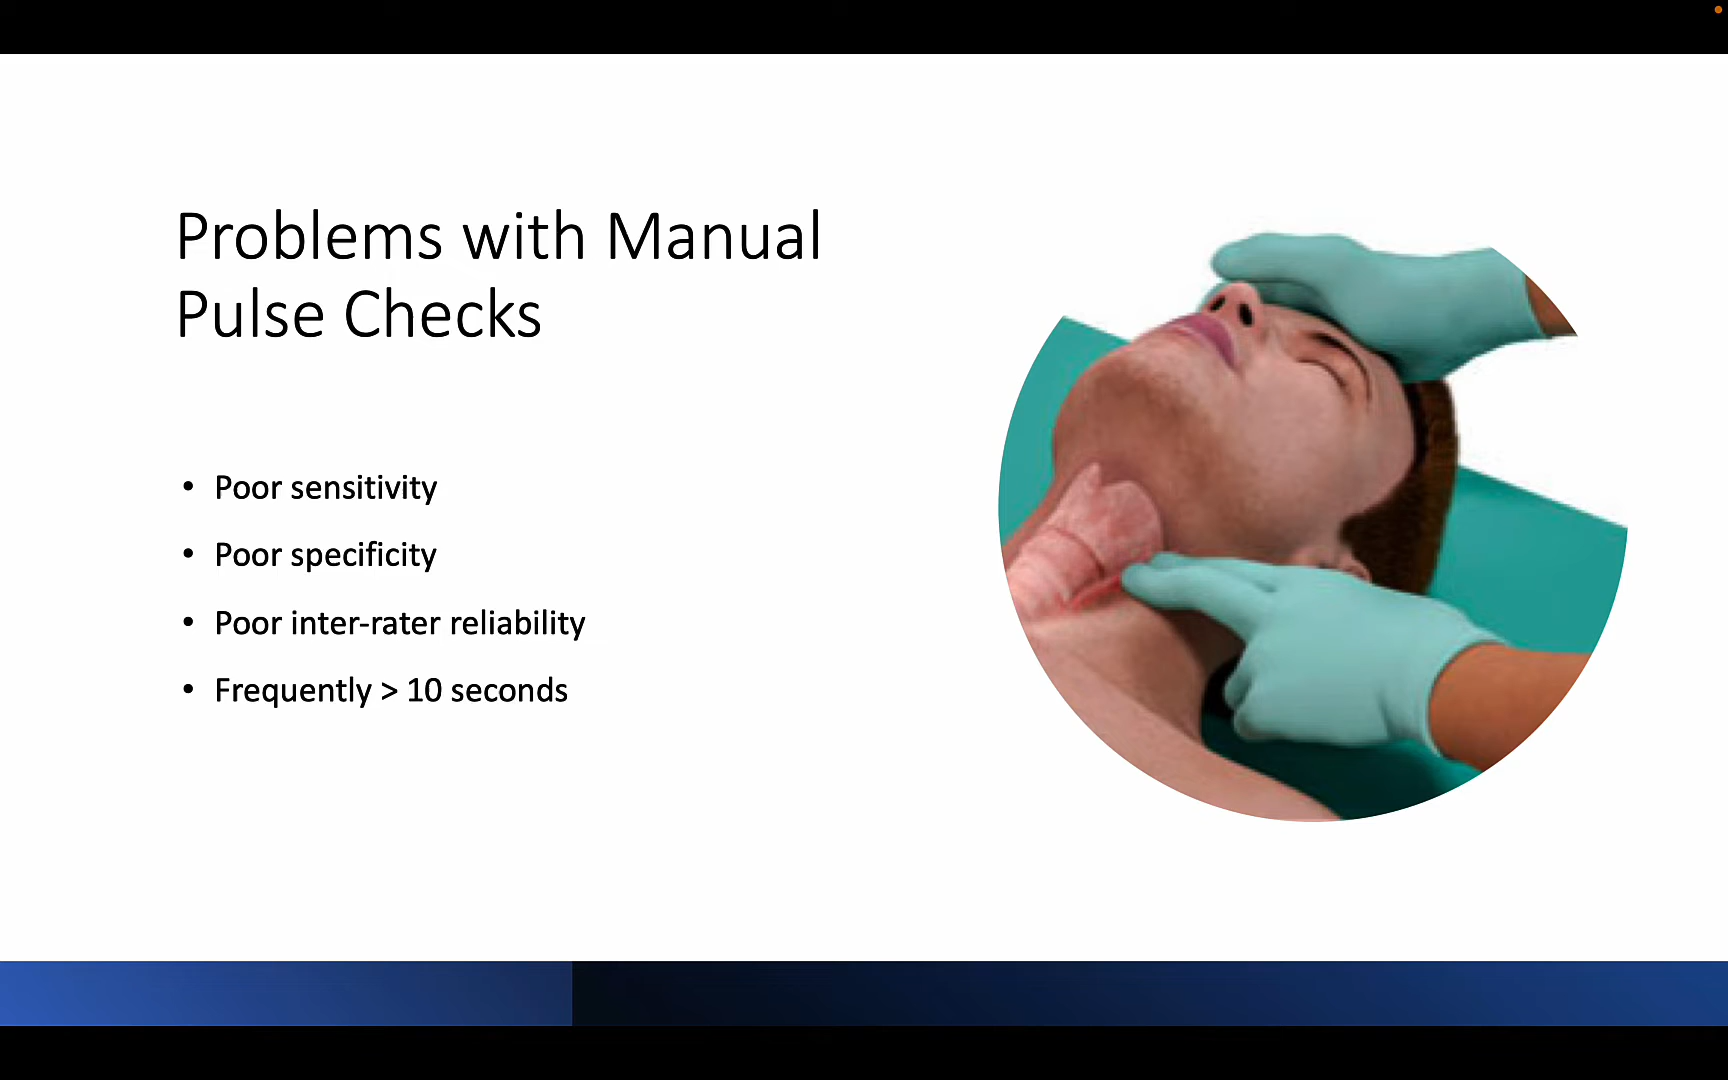 Problems with Manual
Pulse Checks
• Poor sensitivity
• Poor specificity
• Poor inter-rater reliability
• Frequently > 10 seconds